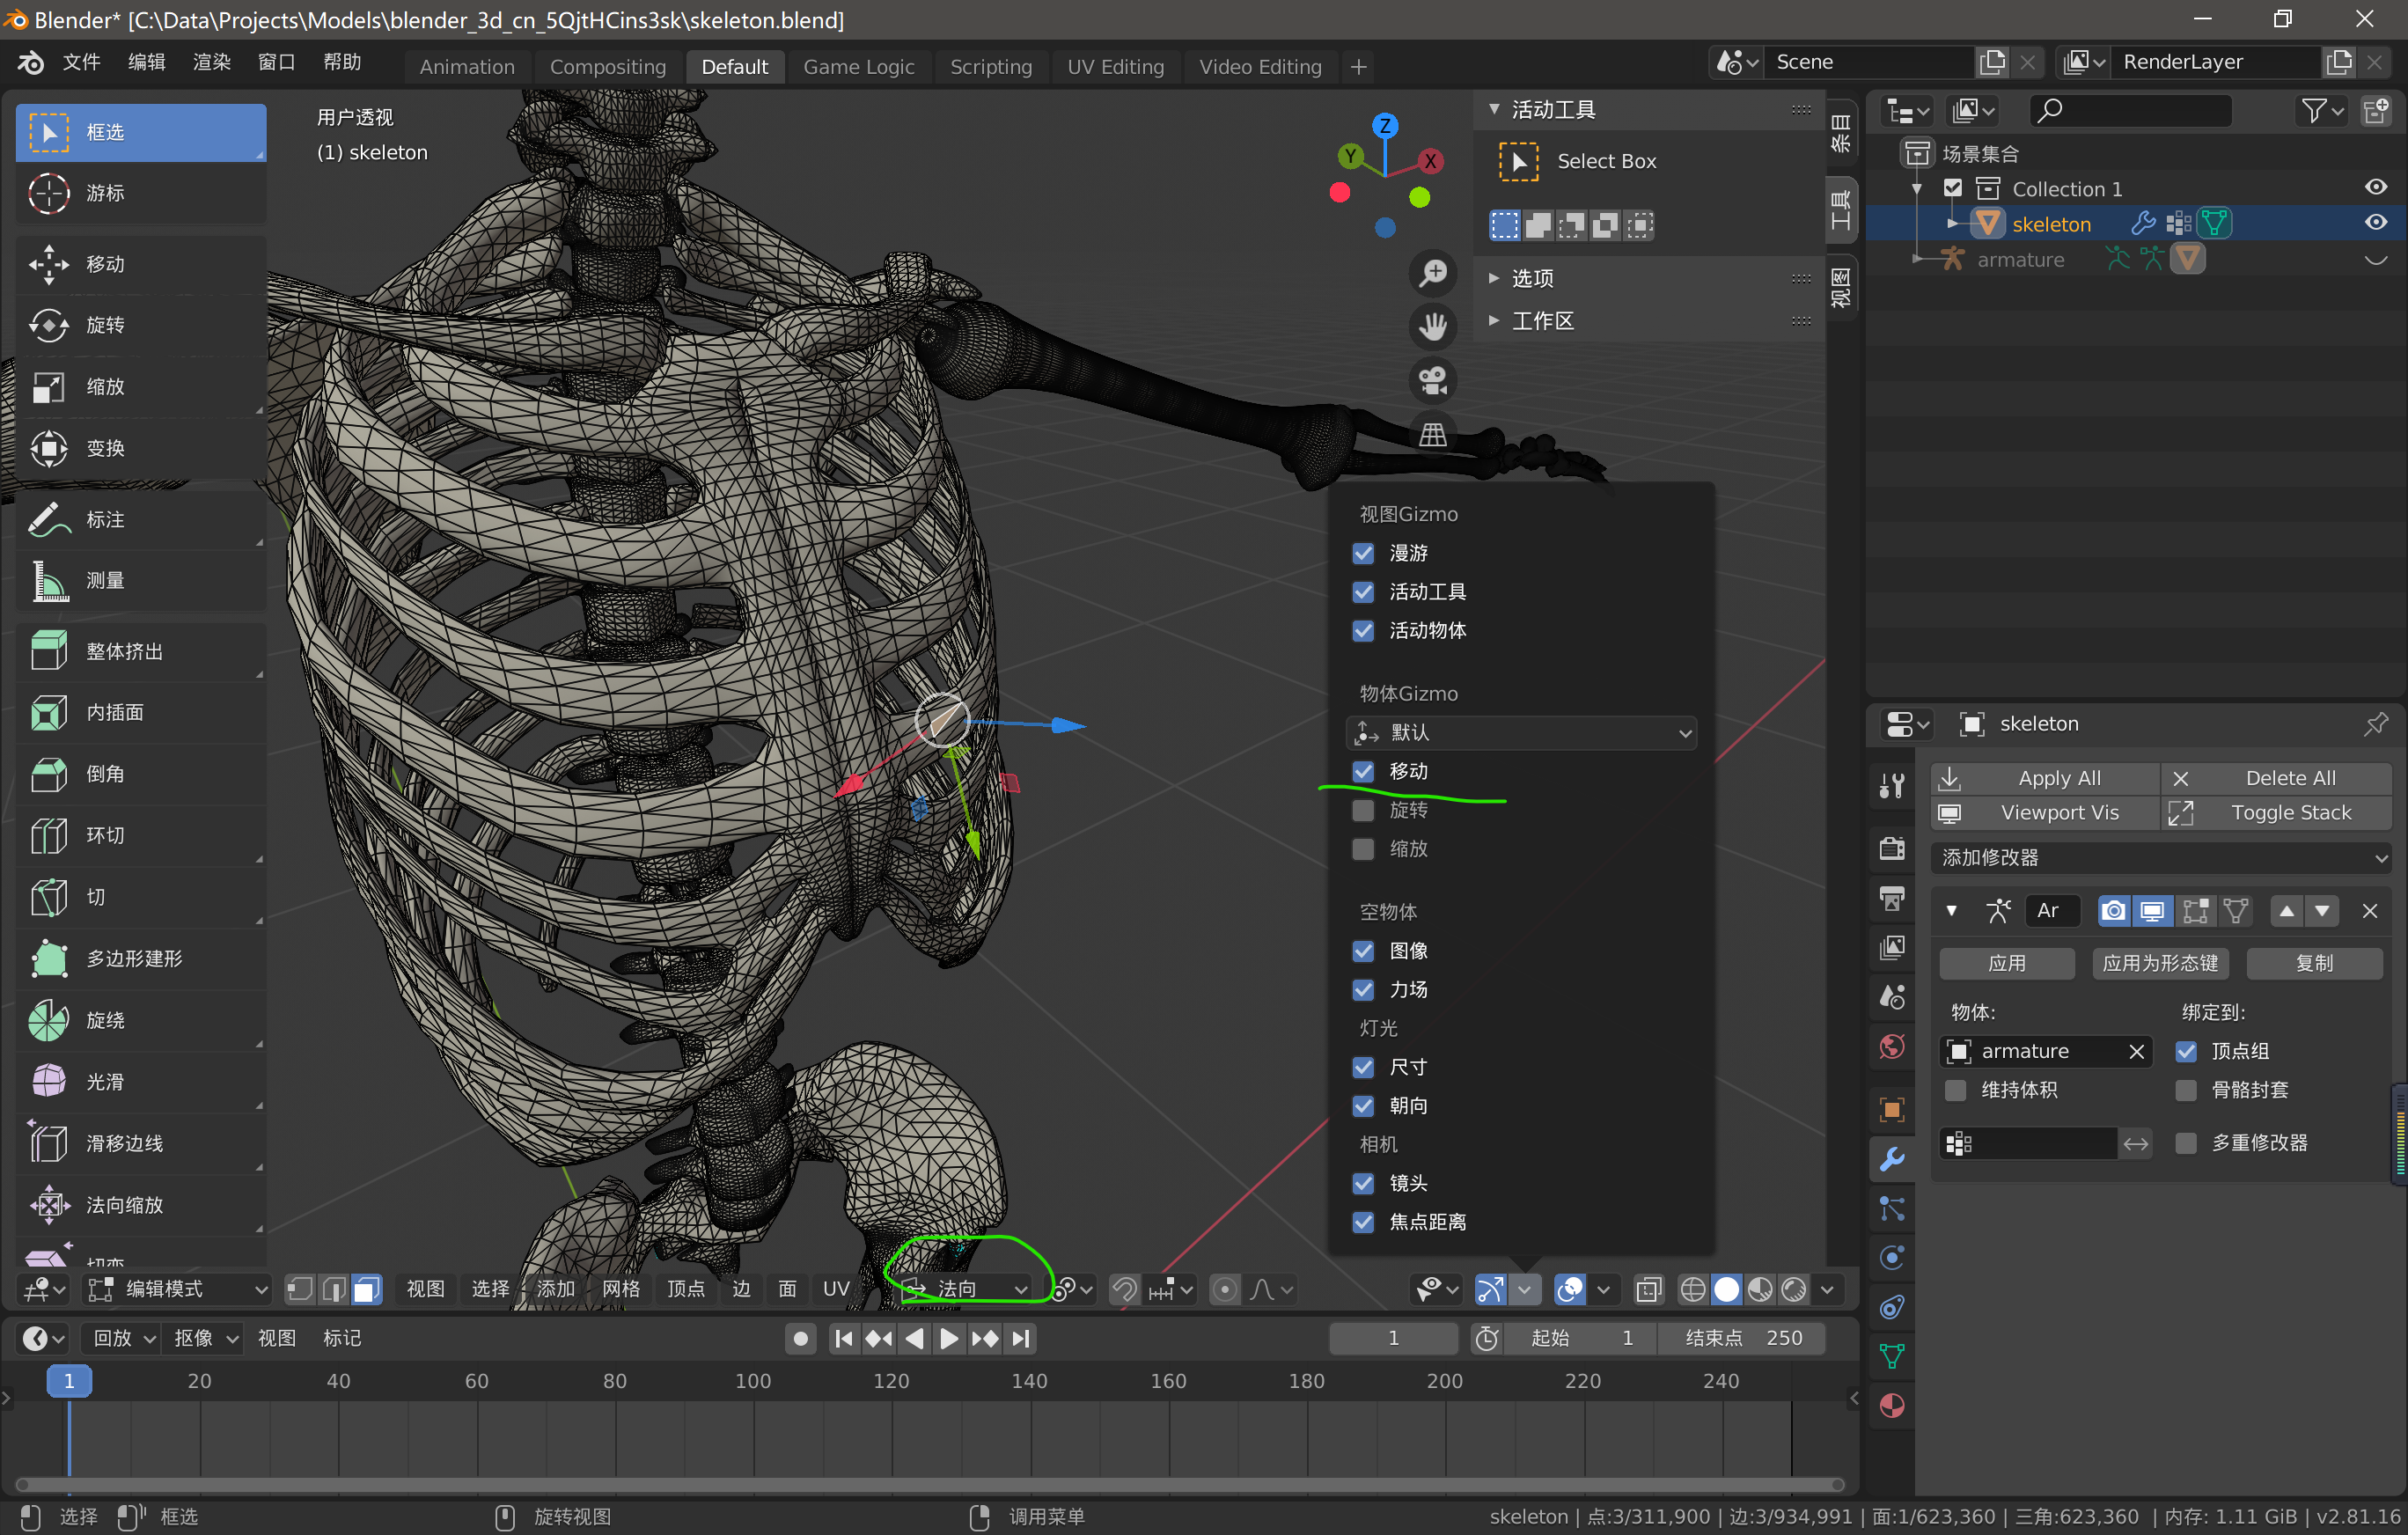 Blender* [C:\Data\Projects\Models\blender_3d_cn_5QjtHCins3sk\skeleton.blend]
文件 编辑 渲染 窗口 帮助 Animation Compositing Default Game Logic Scripting UV Editing Video Editing Scene RenderLayer
框选
游标
移动
旋转
缩放
变换
标注
测量
整体挤出
内插面
倒角
环切
切
多边形建形
旋绕
光滑
滑移边线
法向缩放
用户透视
(1) skeleton
Z
Y
X
活动工具
Select Box
选项
工作区
条目
工具
视图
视图Gizmo
漫游
活动工具
活动物体
物体Gizmo
默认
移动
旋转
缩放
空物体
图像
力场
灯光
尺寸
朝向
相机
镜头
焦点距离
编辑模式 视图 选择 添加 网格 顶点 边 面 UV 法向
场景集合
Collection 1
skeleton
armature
skeleton
Apply All Delete All
Viewport Vis Toggle Stack
添加修改器
Ar
应用 应用为形态键 复制
物体: 绑定到:
armature 顶点组
维持体积 骨骼封套
多重修改器
回放 抠像 视图 标记 1 起始 1 结束点 250
1 20 40 60 80 100 120 140 160 180 200 220 240
选择 框选 旋转视图 调用菜单 skeleton | 点:3/311,900 | 边:3/934,991 | 面:1/623,360 | 三角:623,360 | 内存: 1.11 GiB | v2.81.16